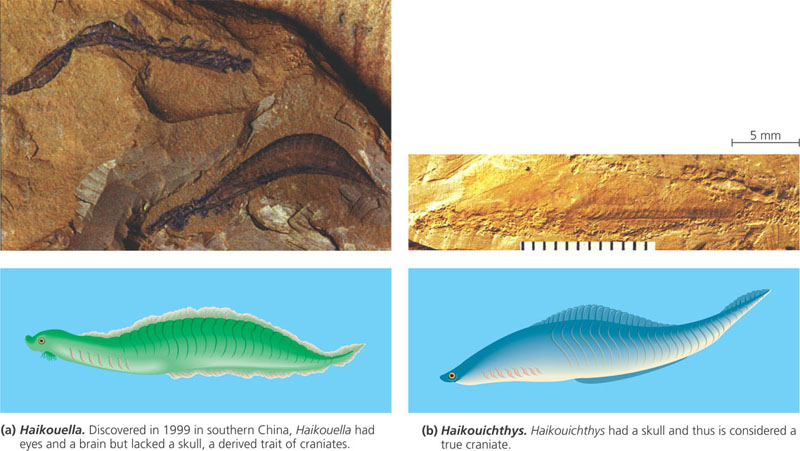 5 mm
(a) Haikouella. Discovered in 1999 in southern China, Haikouella had
eyes and a brain but lacked a skull, a derived trait of craniates.
(b) Haikouichthys. Haikouichthys had a skull and thus is considered a
true craniate.